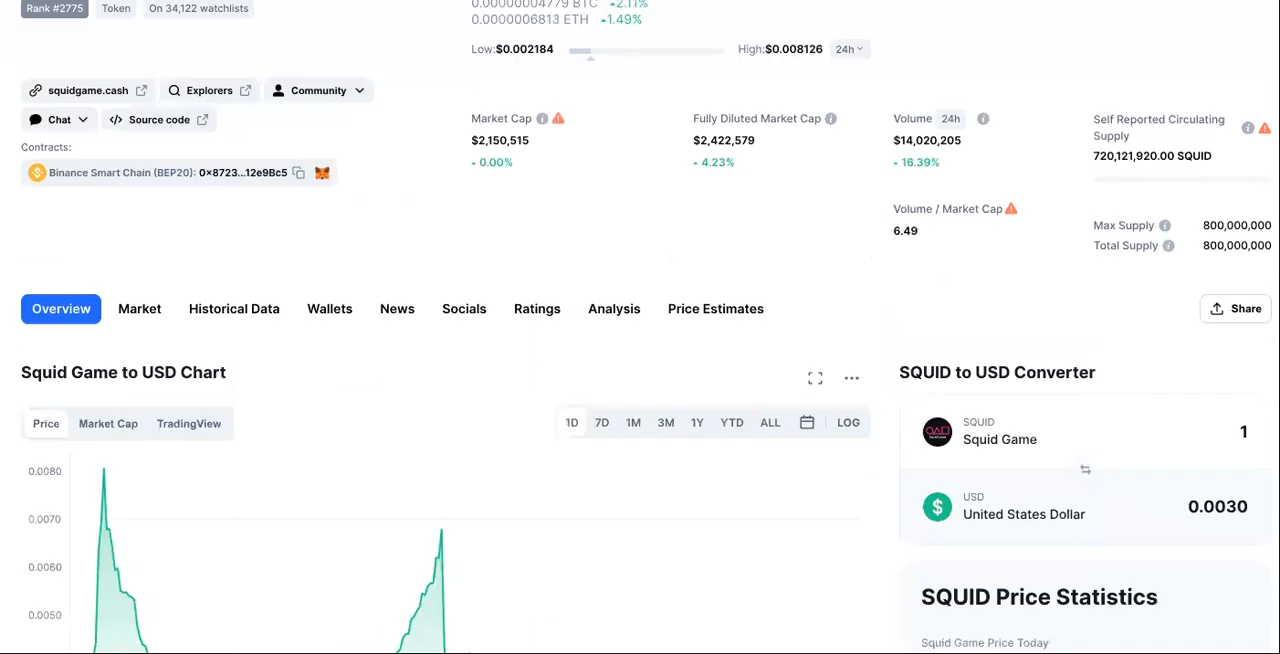 Rank #2775 Token On 34,122 watchlists
0.00000004779 BTC 2.11%
0.0000006813 ETH 1.49%
Low:$0.002184 High:$0.008126 24h
squidgame.cash Explorers Community
Chat Source code
Contracts:
Binance Smart Chain (BEP20): 0x8723...12e9Bc5
Market Cap
$2,150,515
0.00%
Fully Diluted Market Cap
$2,422,579
4.23%
Volume 24h
$14,020,205
16.39%
Volume / Market Cap
6.49
Self Reported Circulating
Supply
720,121,920.00 SQUID
Max Supply 800,000,000
Total Supply 800,000,000
Overview Market Historical Data Wallets News Socials Ratings Analysis Price Estimates Share
Squid Game to USD Chart
Price Market Cap TradingView 1D 7D 1M 3M 1Y YTD ALL LOG
0.0080
0.0070
0.0060
0.0050
SQUID to USD Converter
SQUID
Squid Game 1
USD
United States Dollar 0.0030
SQUID Price Statistics
Squid Game Price Today